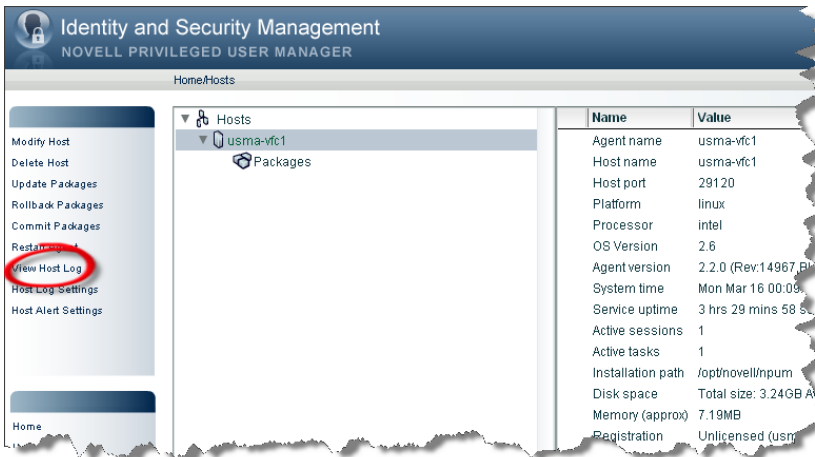 Identity and Security Management
NOVELL PRIVILEGED USER MANAGER
Home/Hosts
Modify Host
Delete Host
Update Packages
Rollback Packages
Commit Packages
Restart Agent
View Host Log
Host Log Settings
Host Alert Settings
Home
Hosts
usma-vfc1
Packages
Name Value
Agent name usma-vfc1
Host name usma-vfc1
Host port 29120
Platform linux
Processor intel
OS Version 2.6
Agent version 2.2.0 (Rev:14967,
System time Mon Mar 16 00:09:
Service uptime 3 hrs 29 mins 58
Active sessions 1
Active tasks 1
Installation path /opt/novell/npum
Disk space Total size: 3.24GB
Memory (approx) 7.19MB
Registration Unlicensed